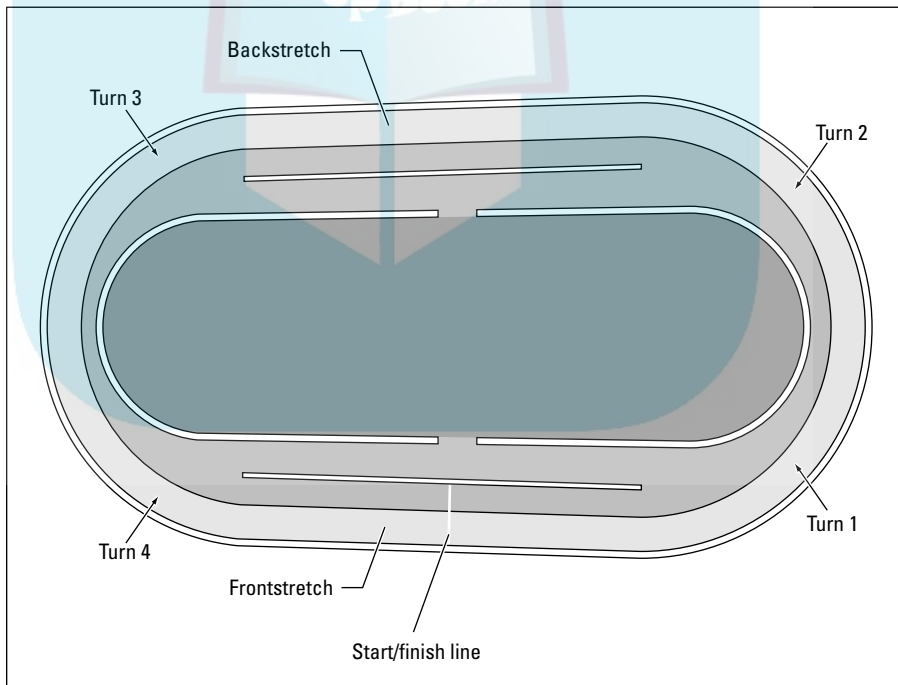 Backstretch
Turn 3
Turn 2
Turn 1
Turn 4
Frontstretch
Start/finish line